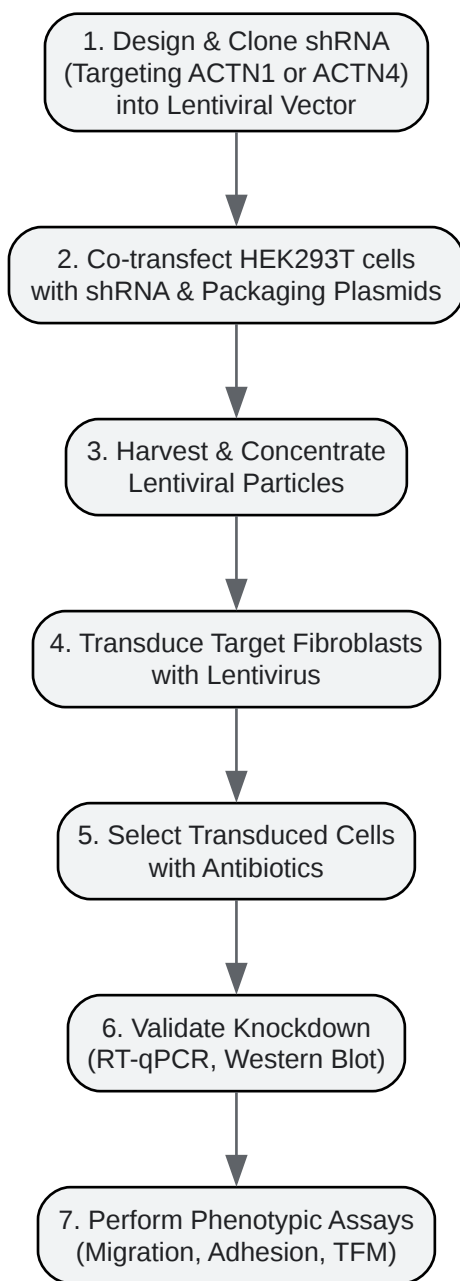 1. Design & Clone shRNA
(Targeting ACTN1 or ACTN4)
into Lentiviral Vector
2. Co-transfect HEK293T cells
with shRNA & Packaging Plasmids
3. Harvest & Concentrate
Lentiviral Particles
4. Transduce Target Fibroblasts
with Lentivirus
5. Select Transduced Cells
with Antibiotics
6. Validate Knockdown
(RT-qPCR, Western Blot)
7. Perform Phenotypic Assays
(Migration, Adhesion, TFM)